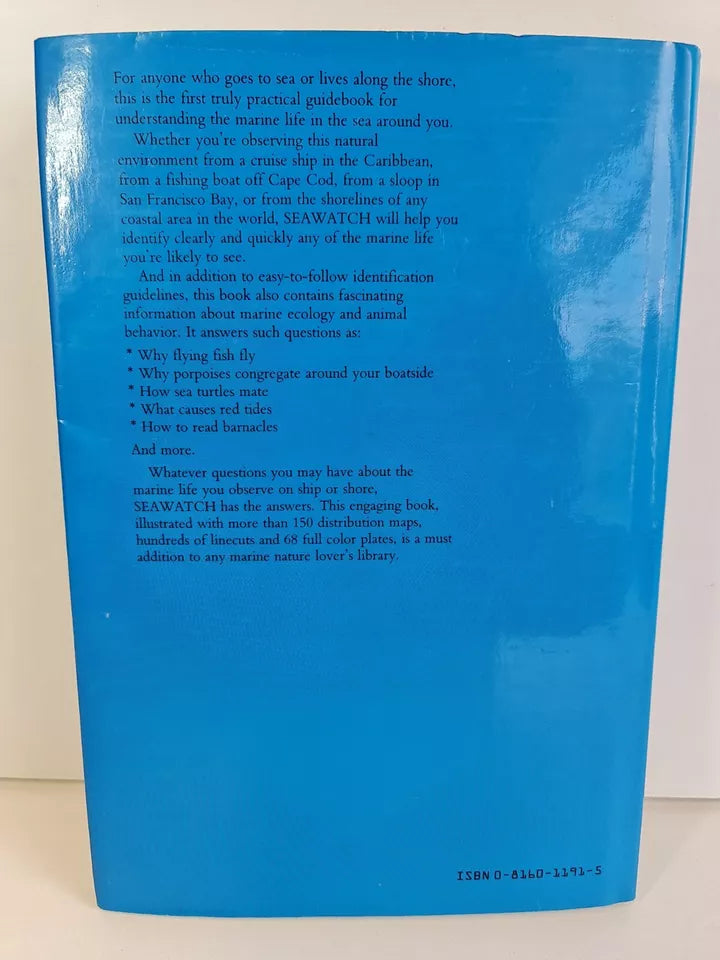 For anyone who goes to sea or lives along the shore,
this is the first truly practical guidebook for
understanding the marine life in the sea around you.
Whether you're observing this natural
environment from a cruise ship in the Caribbean,
from a fishing boat off Cape Cod, from a sloop in
San Francisco Bay, or from the shorelines of any
coastal area in the world, SEAWATCH will help you
identify clearly and quickly any of the marine life
you're likely to see.
And in addition to easy-to-follow identification
guidelines, this book also contains fascinating
information about marine ecology and animal
behavior. It answers such questions as:
* Why flying fish fly
* Why porpoises congregate around your boatside
* How sea turtles mate
* What causes red tides
* How to read barnacles
And more.
Whatever questions you may have about the
marine life you observe on ship or shore,
SEAWATCH has the answers. This engaging book,
illustrated with more than 150 distribution maps,
hundreds of linecuts and 68 full color plates, is a must
addition to any marine nature lover's library.
ISBN 0-8160-1191-5